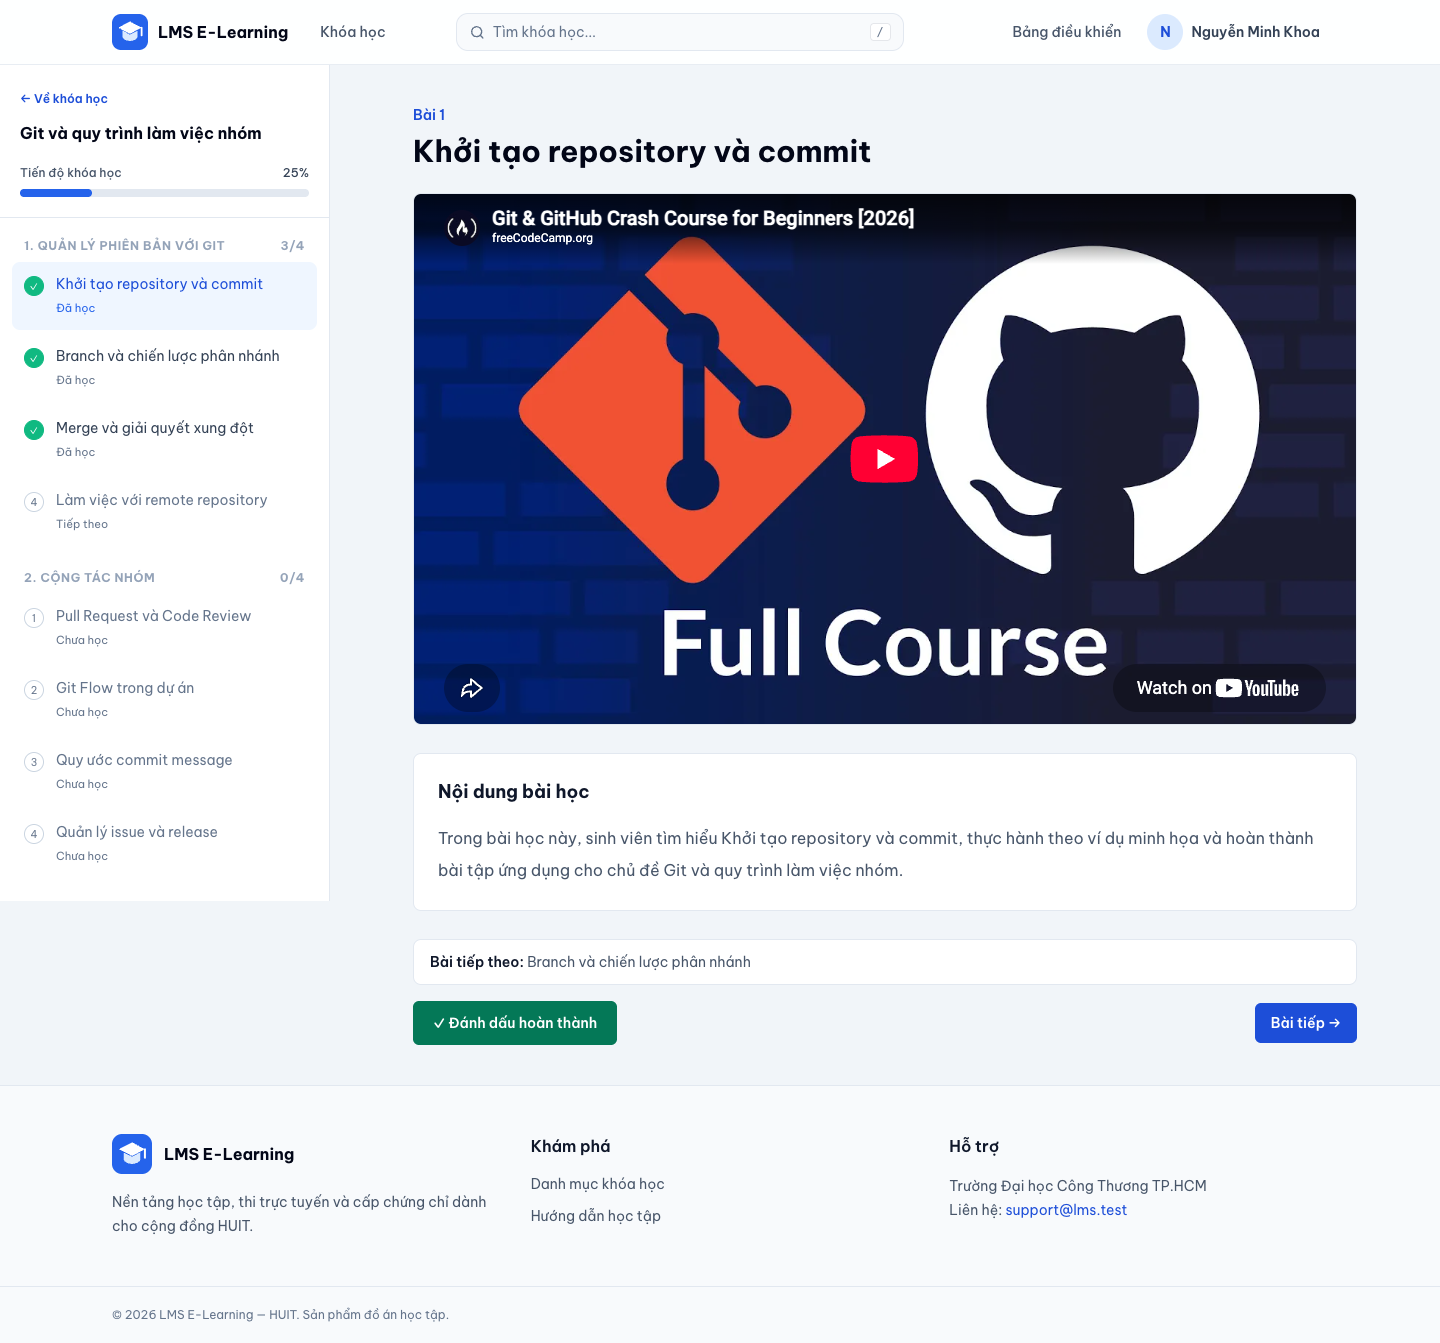 LMS E-Learning
Khóa học
Tìm khóa học...
/
Bảng điều khiển
N
Nguyễn Minh Khoa
← Về khóa học
Git và quy trình làm việc nhóm
Tiến độ khóa học
25%
1. QUẢN LÝ PHIÊN BẢN VỚI GIT
3/4
Khởi tạo repository và commit
Đã học
Branch và chiến lược phân nhánh
Đã học
Merge và giải quyết xung đột
Đã học
4
Làm việc với remote repository
Tiếp theo
2. CỘNG TÁC NHÓM
0/4
1
Pull Request và Code Review
Chưa học
2
Git Flow trong dự án
Chưa học
3
Quy ước commit message
Chưa học
4
Quản lý issue và release
Chưa học
Bài 1
Khởi tạo repository và commit
Git & GitHub Crash Course for Beginners [2026]
freeCodeCamp.org
Full Course
Watch on YouTube
Nội dung bài học
Trong bài học này, sinh viên tìm hiểu Khởi tạo repository và commit, thực hành theo ví dụ minh họa và hoàn thành
bài tập ứng dụng cho chủ đề Git và quy trình làm việc nhóm.
Bài tiếp theo: Branch và chiến lược phân nhánh
✓ Đánh dấu hoàn thành
Bài tiếp →
LMS E-Learning
Nền tảng học tập, thi trực tuyến và cấp chứng chỉ dành
cho cộng đồng HUIT.
Khám phá
Danh mục khóa học
Hướng dẫn học tập
Hỗ trợ
Trường Đại học Công Thương TP.HCM
Liên hệ: support@lms.test
© 2026 LMS E-Learning — HUIT. Sản phẩm đồ án học tập.